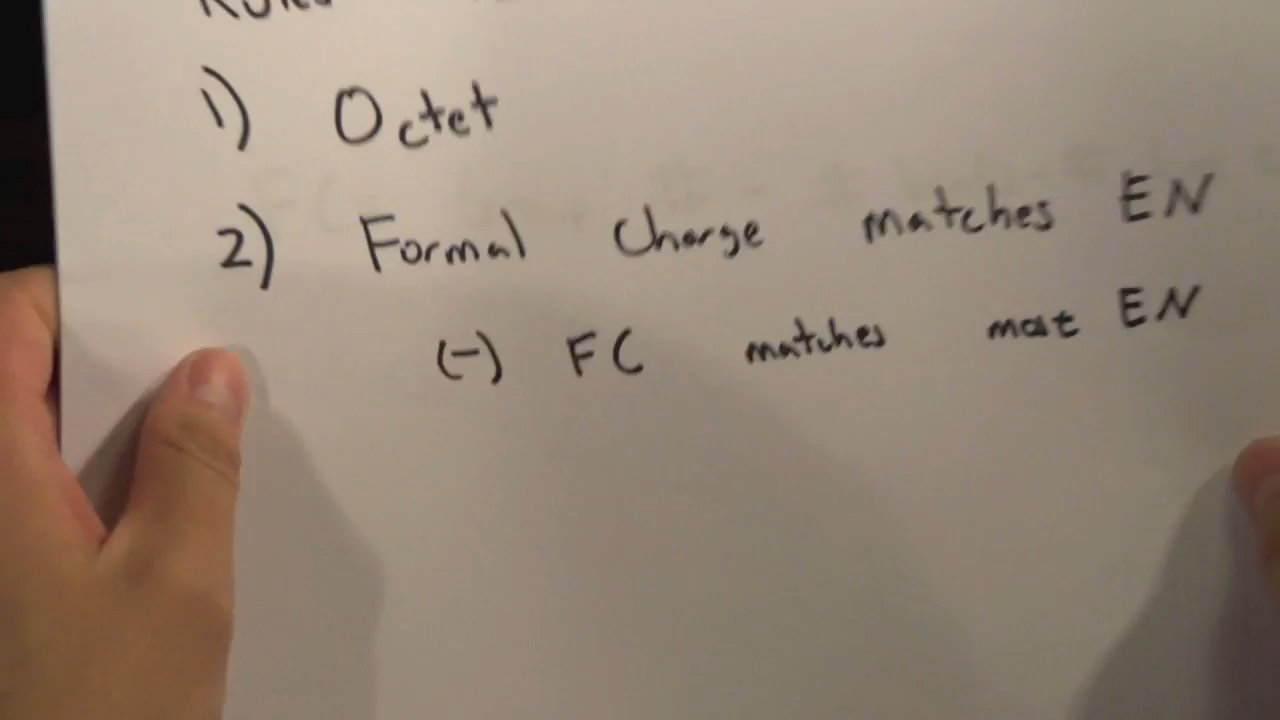 1) Octet
2) Formal Charge matches EN
(-) FC matches most EN